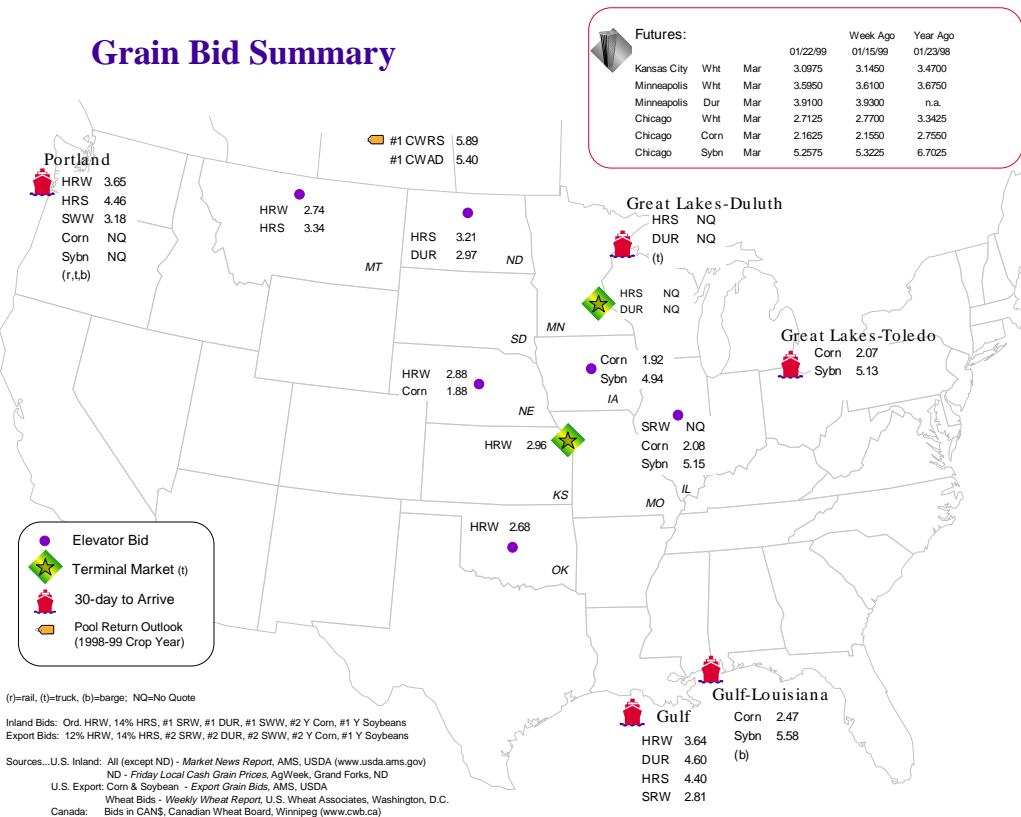 Grain Bid Summary
Futures:
Week Ago Year Ago
01/22/99 01/15/99 01/23/98
Kansas City Wht Mar 3.0975 3.1450 3.4700
Minneapolis Wht Mar 3.5950 3.6100 3.6750
Minneapolis Dur Mar 3.9100 3.9300 n.a.
Chicago Wht Mar 2.7125 2.7700 3.3425
Chicago Corn Mar 2.1625 2.1550 2.7550
Chicago Sybn Mar 5.2575 5.3225 6.7025
#1 CWRS 5.89
#1 CWAD 5.40
Portland
HRW 3.65
HRS 4.46
SWW 3.18
Corn NQ
Sybn NQ
(r,t,b)
HRW 2.74
HRS 3.34
MT
HRS 3.21
DUR 2.97
ND
Great Lakes-Duluth
HRS NQ
DUR NQ
(t)
HRS NQ
DUR NQ
MN
SD
Great Lakes-Toledo
Corn 2.07
Sybn 5.13
HRW 2.88
Corn 1.88
NE
Corn 1.92
Sybn 4.94
IA
SRW NQ
Corn 2.08
Sybn 5.15
IL
MO
HRW 2.96
KS
HRW 2.68
OK
Elevator Bid
Terminal Market (t)
30-day to Arrive
Pool Return Outlook
(1998-99 Crop Year)
Gulf-Louisiana
Corn 2.47
Sybn 5.58
(b)
Gulf
HRW 3.64
DUR 4.60
HRS 4.40
SRW 2.81
(r)=rail, (t)=truck, (b)=barge; NQ=No Quote
Inland Bids: Ord. HRW, 14% HRS, #1 SRW, #1 DUR, #1 SWW, #2 Y Corn, #1 Y Soybeans
Export Bids: 12% HRW, 14% HRS, #2 SRW, #2 DUR, #2 SWW, #2 Y Corn, #1 Y Soybeans
Sources...U.S. Inland: All (except ND) - Market News Report, AMS, USDA (www.usda.ams.gov)
ND - Friday Local Cash Grain Prices, AgWeek, Grand Forks, ND
U.S. Export: Corn & Soybean - Export Grain Bids, AMS, USDA
Wheat Bids - Weekly Wheat Report, U.S. Wheat Associates, Washington, D.C.
Canada: Bids in CAN$, Canadian Wheat Board, Winnipeg (www.cwb.ca)